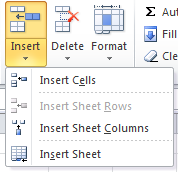 Insert Delete Format
Σ Aut
Fill
Cle
Insert Cells
Insert Sheet Rows
Insert Sheet Columns
Insert Sheet